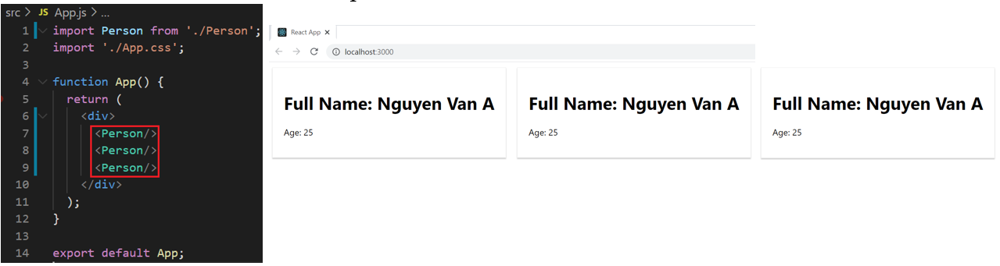 src > JS App.js > ...
1 import Person from './Person';
2 import './App.css';
3
4 function App() {
5 return (
6 <div>
7 <Person/>
8 <Person/>
9 <Person/>
10 </div>
11 );
12 }
13
14 export default App;
React App ×
localhost:3000
Full Name: Nguyen Van A
Age: 25
Full Name: Nguyen Van A
Age: 25
Full Name: Nguyen Van A
Age: 25